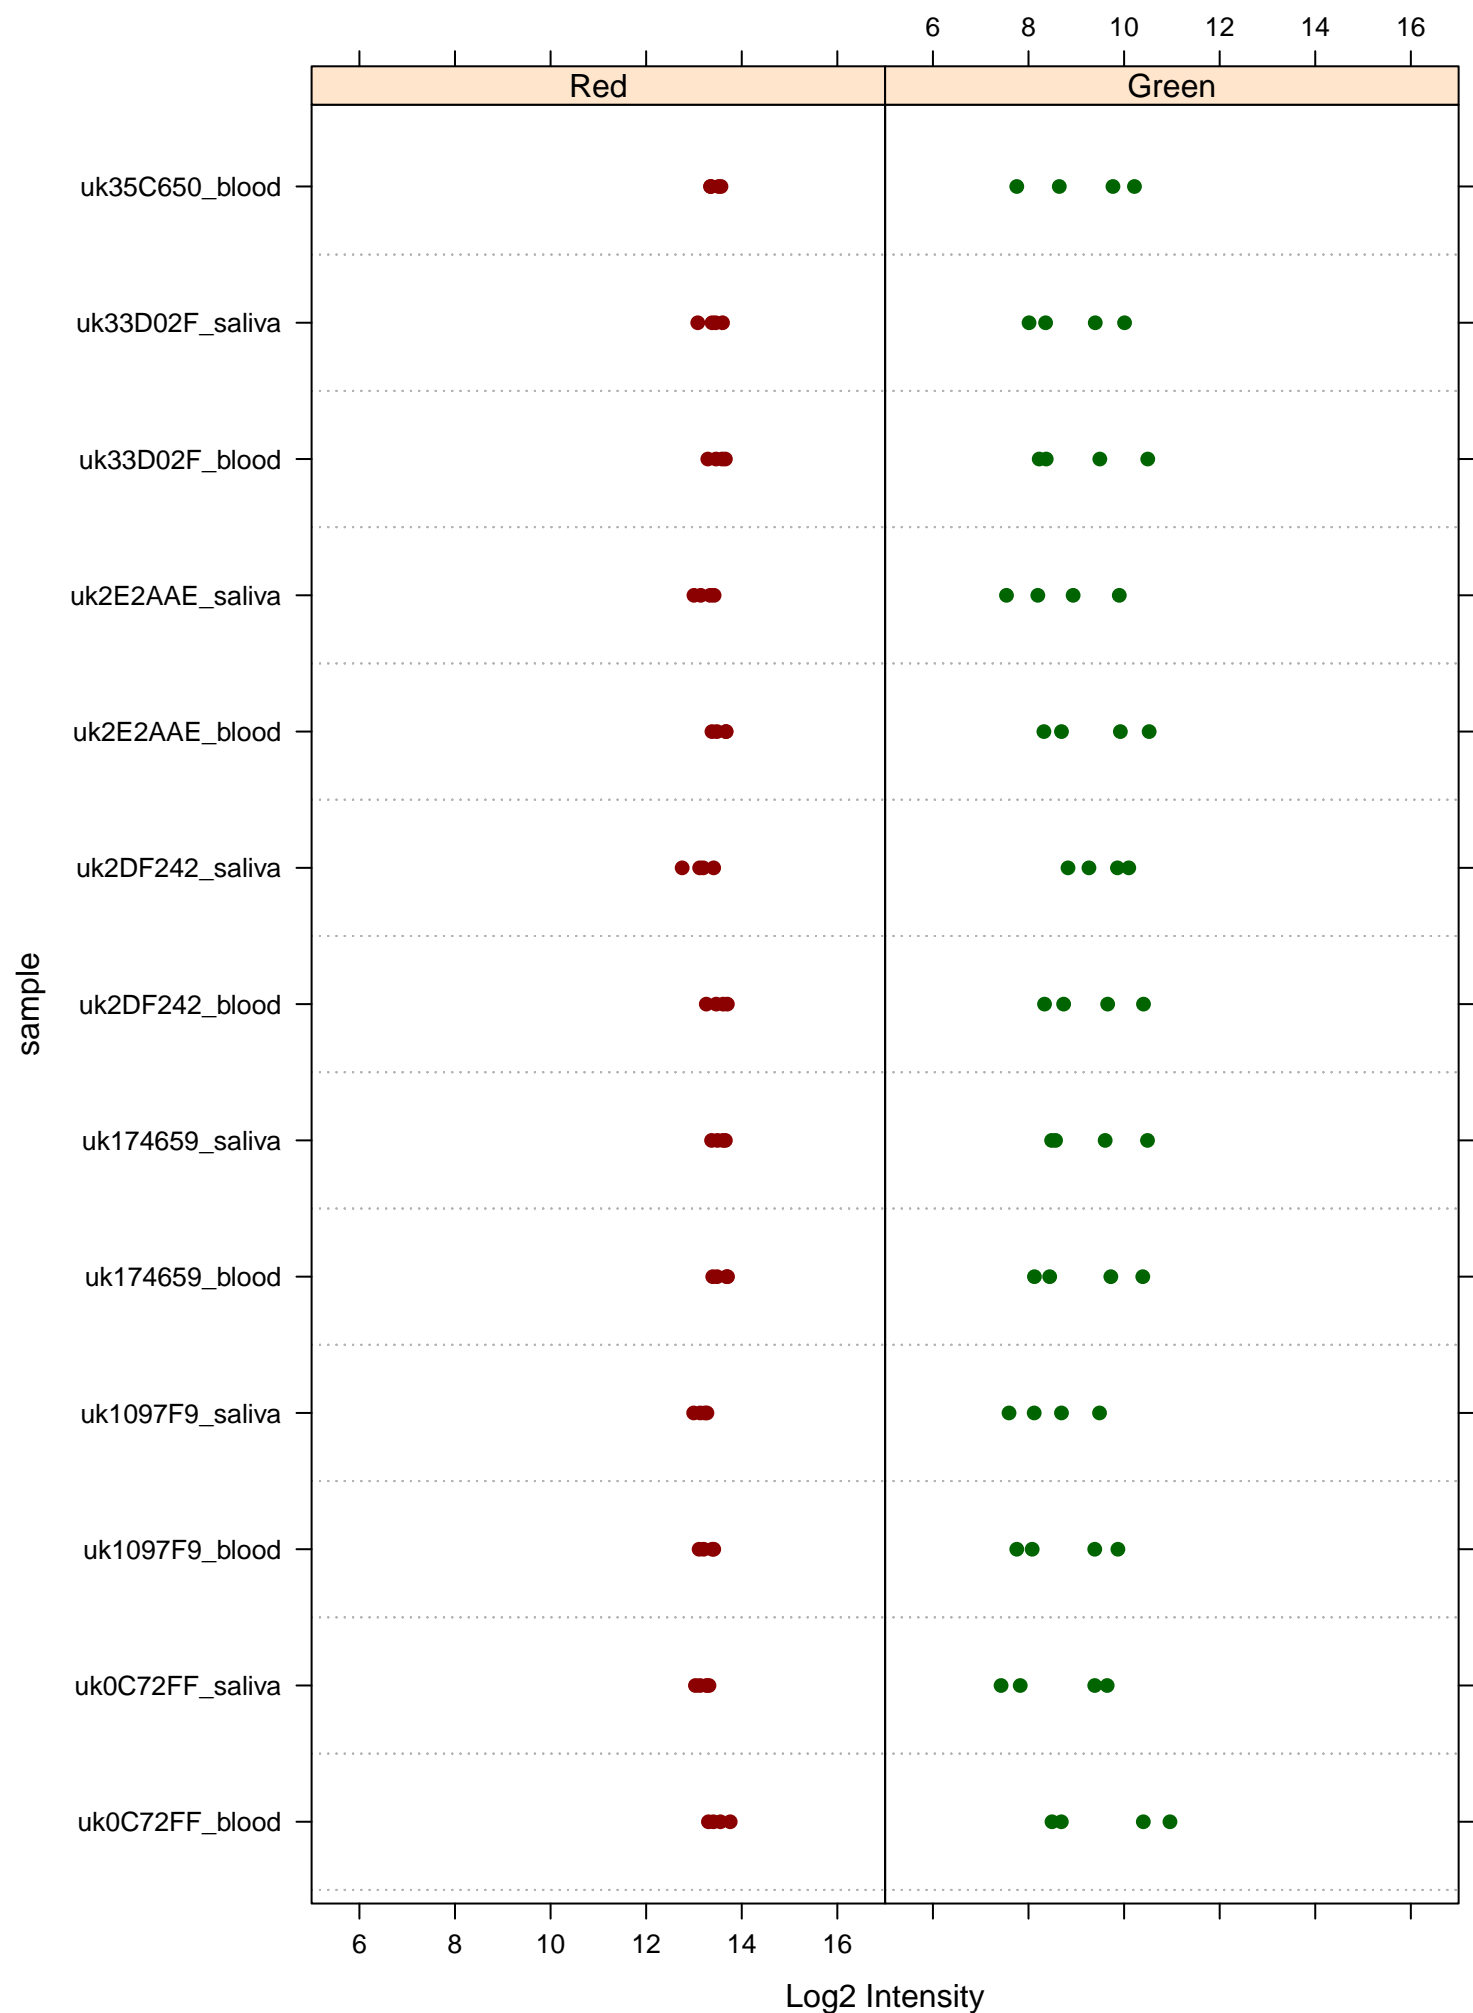 6 8 10 12 14 16
Red Green
uk35C650_blood
uk33D02F_saliva
uk33D02F_blood
uk2E2AAE_saliva
uk2E2AAE_blood
uk2DF242_saliva
uk2DF242_blood
sample
uk174659_saliva
uk174659_blood
uk1097F9_saliva
uk1097F9_blood
uk0C72FF_saliva
uk0C72FF_blood
6 8 10 12 14 16
Log2 Intensity